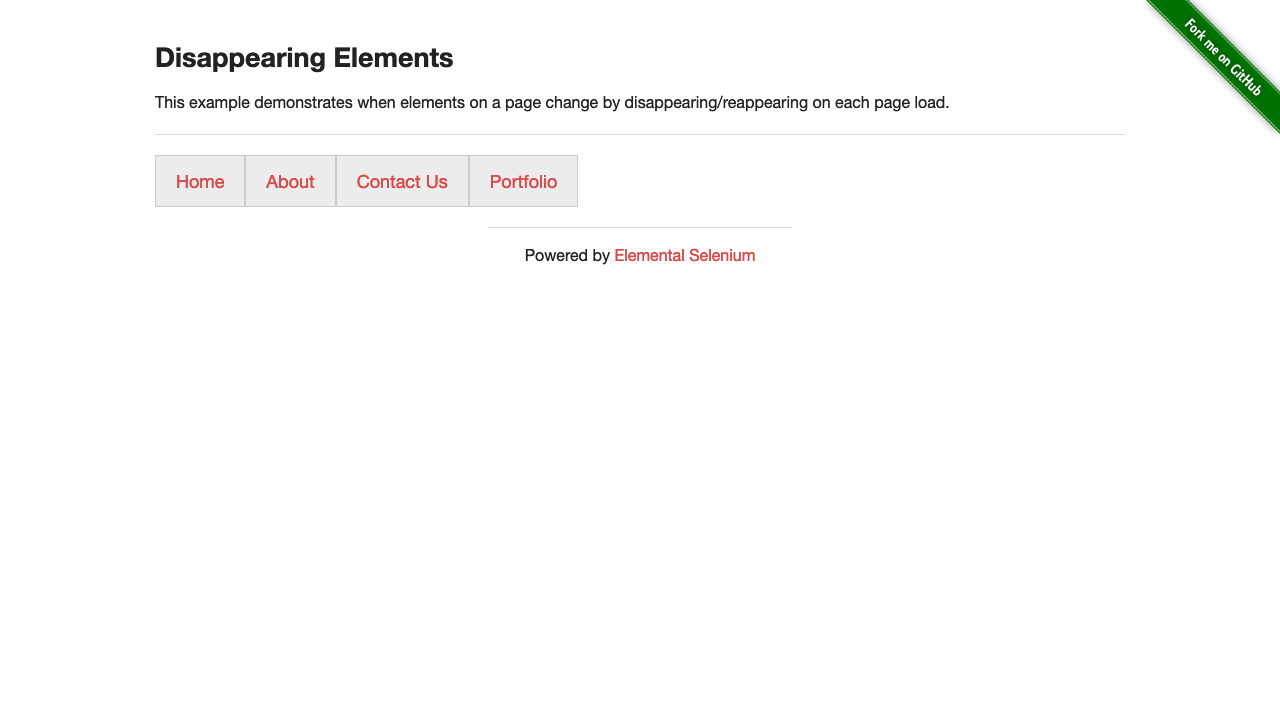 Disappearing Elements
This example demonstrates when elements on a page change by disappearing/reappearing on each page load.
Home About Contact Us Portfolio
Powered by Elemental Selenium
Fork me on GitHub